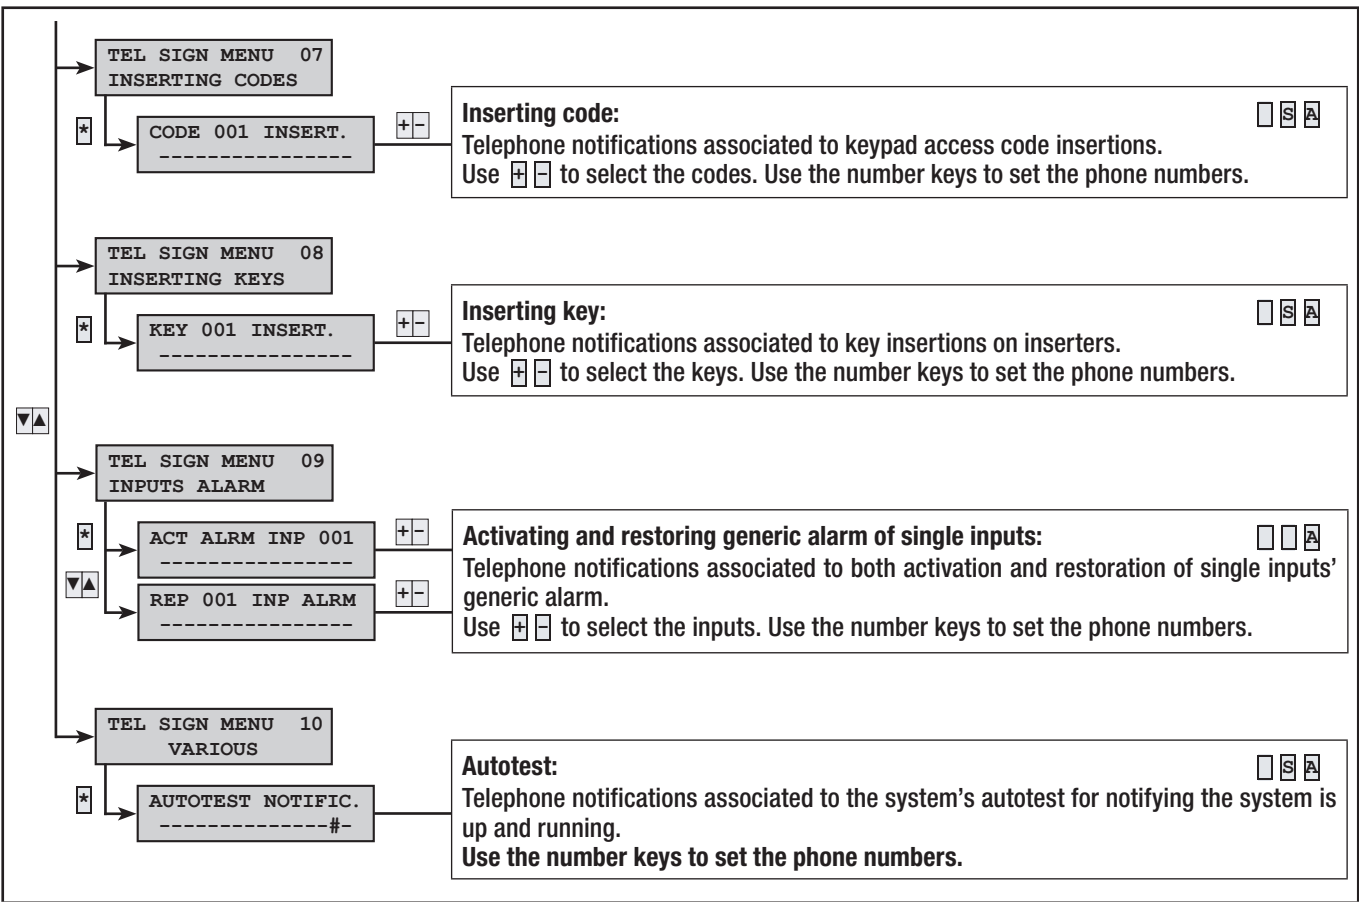 TEL SIGN MENU 07
INSERTING CODES
*
CODE 001 INSERT.
----------------
+ -
Inserting code:
S A
Telephone notifications associated to keypad access code insertions.
Use + - to select the codes. Use the number keys to set the phone numbers.
TEL SIGN MENU 08
INSERTING KEYS
*
KEY 001 INSERT.
----------------
+ -
Inserting key:
S A
Telephone notifications associated to key insertions on inserters.
Use + - to select the keys. Use the number keys to set the phone numbers.
▼▲
TEL SIGN MENU 09
INPUTS ALARM
*
ACT ALRM INP 001
----------------
+ -
▼▲
REP 001 INP ALRM
----------------
+ -
Activating and restoring generic alarm of single inputs:
A
Telephone notifications associated to both activation and restoration of single inputs’
generic alarm.
Use + - to select the inputs. Use the number keys to set the phone numbers.
TEL SIGN MENU 10
VARIOUS
*
AUTOTEST NOTIFIC.
--------------#-
Autotest:
S A
Telephone notifications associated to the system’s autotest for notifying the system is
up and running.
Use the number keys to set the phone numbers.